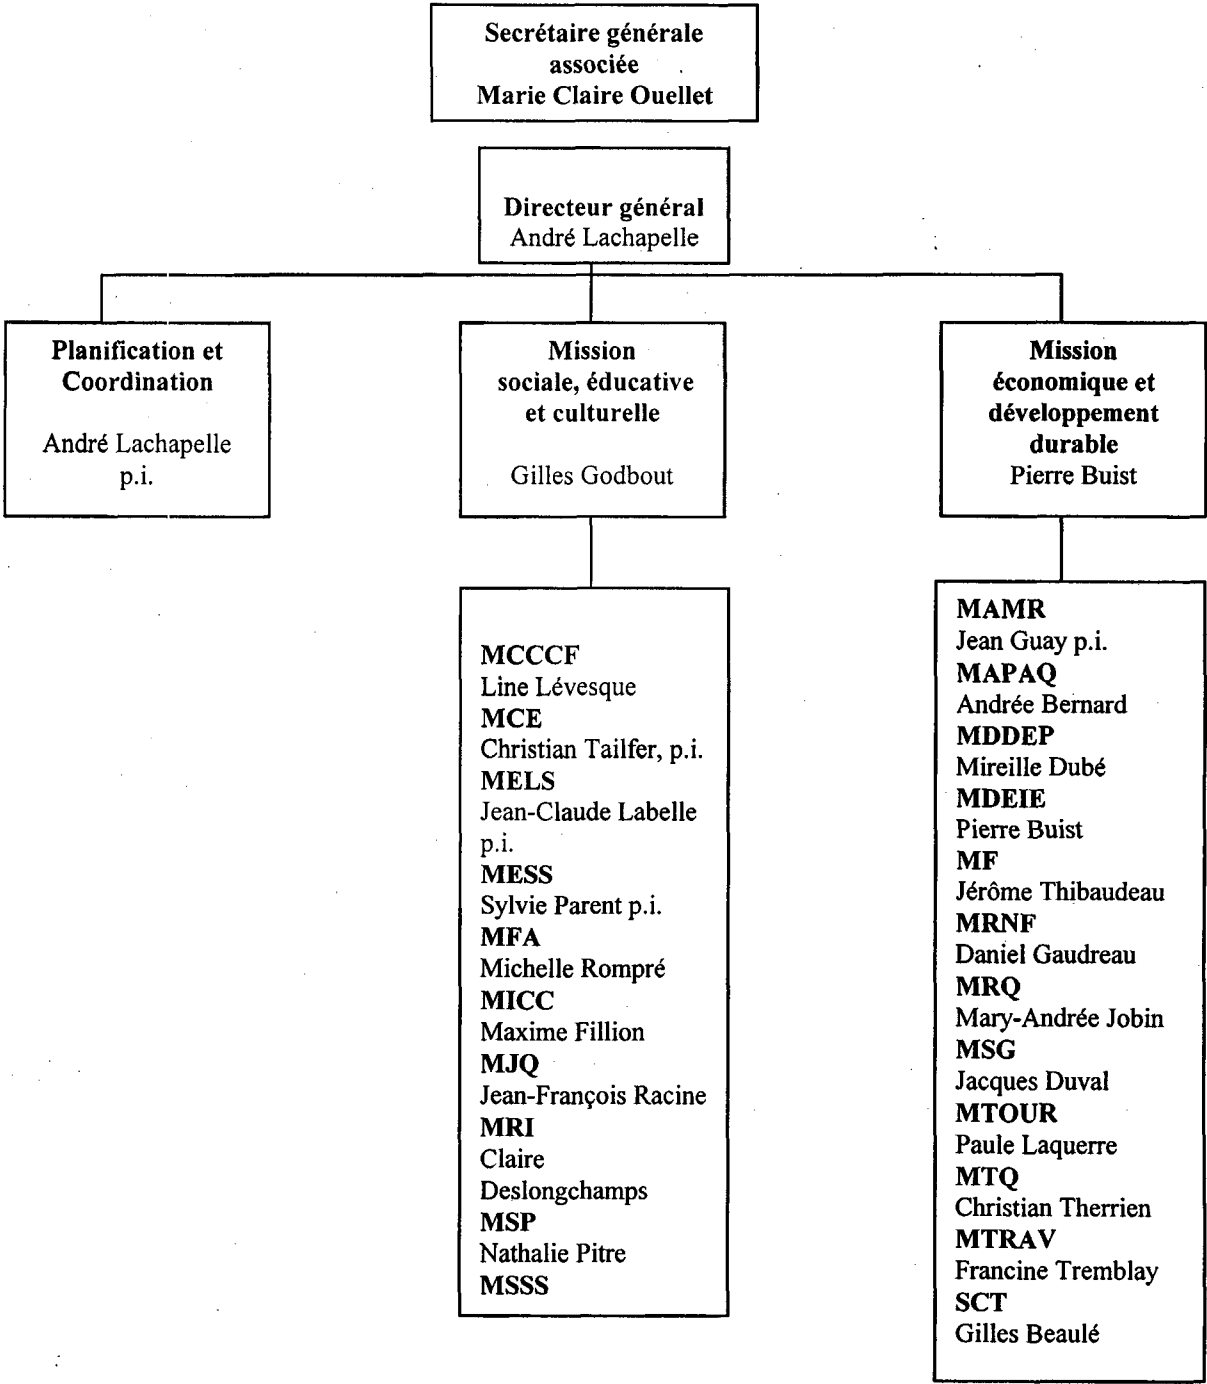 Secrétaire générale
associée
Marie Claire Ouellet
Directeur général
André Lachapelle
Planification et
Coordination
André Lachapelle
p.i.
Mission
sociale, éducative
et culturelle
Gilles Godbout
Mission
économique et
développement
durable
Pierre Buist
MCCCF
Line Lévesque
MCE
Christian Tailfer, p.i.
MELS
Jean-Claude Labelle
p.i.
MESS
Sylvie Parent p.i.
MFA
Michelle Rompré
MICC
Maxime Fillion
MJQ
Jean-François Racine
MRI
Claire
Deslongchamps
MSP
Nathalie Pitre
MSSS
MAMR
Jean Guay p.i.
MAPAQ
Andrée Bernard
MDDEP
Mireille Dubé
MDEIE
Pierre Buist
MF
Jérôme Thibaudeau
MRNF
Daniel Gaudreau
MRQ
Mary-Andrée Jobin
MSG
Jacques Duval
MTOUR
Paule Laquerre
MTQ
Christian Therrien
MTRAV
Francine Tremblay
SCT
Gilles Beaulé